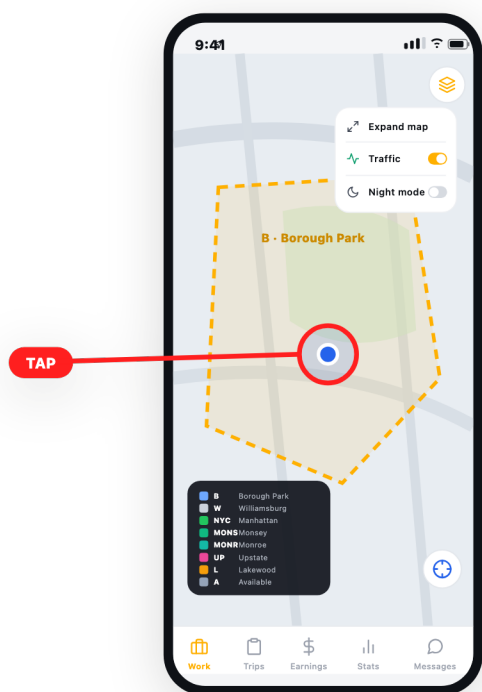 9:41
Expand map
Traffic
Night mode
B · Borough Park
TAP
B Borough Park
W Williamsburg
NYC Manhattan
MONS Monsey
MONR Monroe
UP Upstate
L Lakewood
A Available
Work Trips Earnings Stats Messages